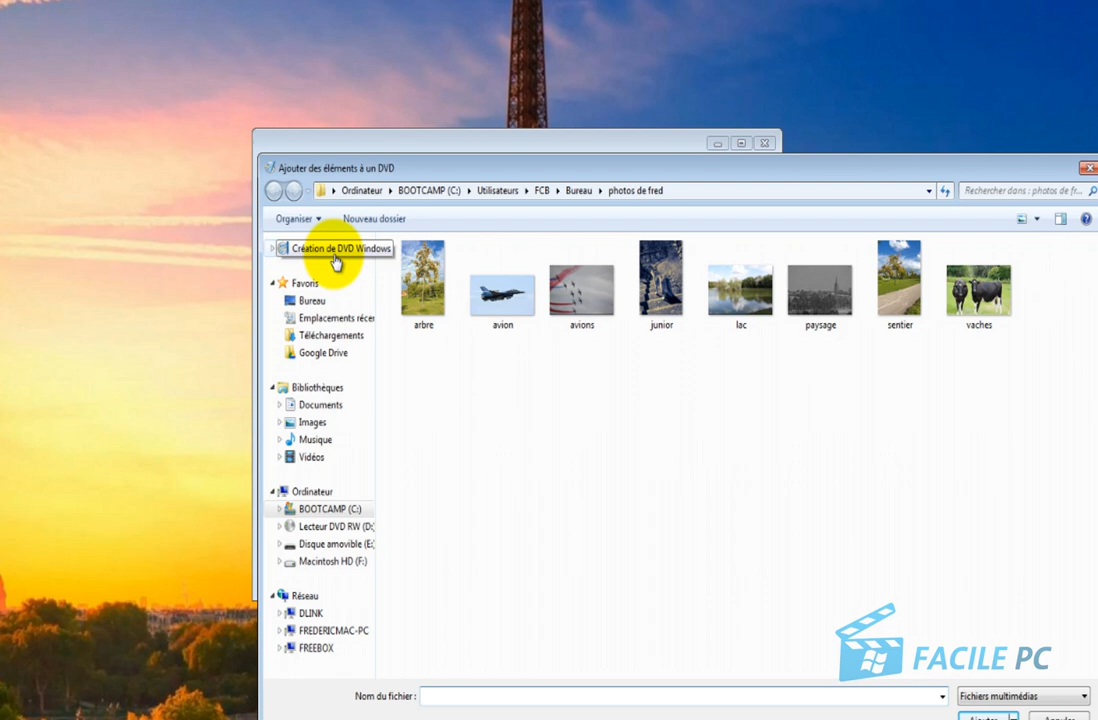 Ajouter des éléments à un DVD
Ordinateur BOOTCAMP (C:) Utilisateurs FCB Bureau photos de fred
Rechercher dans : photos de fr...
Organiser Nouveau dossier
Création de DVD Windows
Favoris
Bureau
Emplacements récer
Téléchargements
Google Drive
Bibliothèques
Documents
Images
Musique
Vidéos
Ordinateur
BOOTCAMP (C:)
Lecteur DVD RW (D:
Disque amovible (E:
Macintosh HD (F:)
Réseau
DLINK
FREDERICMAC-PC
FREEBOX
arbre avion avions junior lac paysage sentier vaches
FACILE PC
Nom du fichier : Fichiers multimédias
Ajouter Annuler